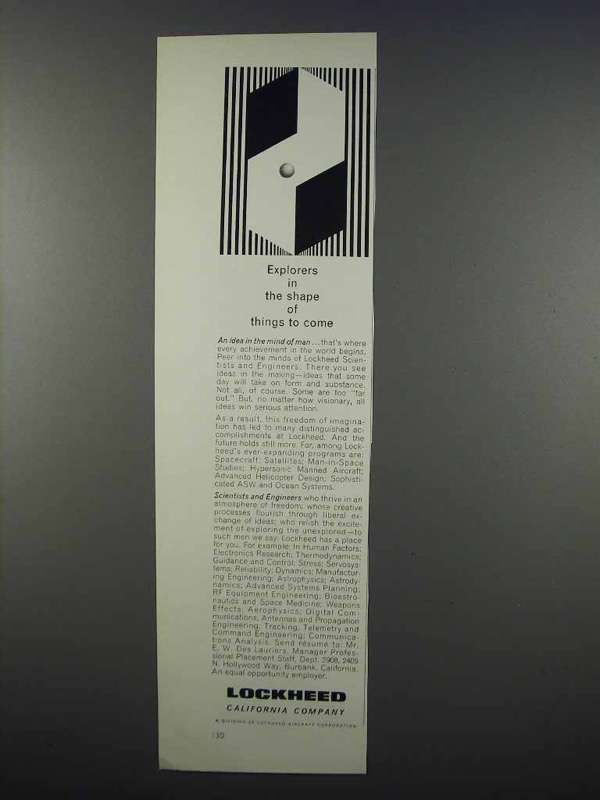 Explorers
in
the shape
of
things to come
An idea in the mind of man...that's where
every achievement in the world begins.
Peer into the minds of Lockheed Scien-
tists and Engineers. There you see
ideas in the making—ideas that some
day will take on form and substance.
Not all, of course. Some are too "far
out." But, no matter how visionary, all
ideas win serious attention.
As a result, this freedom of imagina-
tion has led to many distinguished ac-
complishments at Lockheed. And the
future holds still more. For, among Lock-
heed's ever-expanding programs are:
Spacecraft; Satellites; Man-in-Space
Studies; Hypersonic Manned Aircraft;
Advanced Helicopter Design; Sophisti-
cated ASW and Ocean Systems.
Scientists and Engineers who thrive in an
atmosphere of freedom; whose creative
processes flourish through liberal ex-
change of ideas; who relish the excite-
ment of exploring the unexplored—to
such men we say: Lockheed has a place
for you. For example: In Human Factors;
Electronics Research; Thermodynamics;
Guidance and Control; Stress; Servosys-
tems; Reliability; Dynamics; Manufactur-
ing Engineering; Astrophysics; Astrody-
namics; Advanced Systems Planning;
RF Equipment Engineering; Bioastro-
nautics and Space Medicine; Weapons
Effects; Aerophysics; Digital Com-
munications; Antennas and Propagation
Engineering; Tracking, Telemetry and
Command Engineering; Communica-
tions Analysis. Send résumé to: Mr.
E. W. Des Lauriers, Manager Profes-
sional Placement Staff, Dept. 2908, 2405
N. Hollywood Way, Burbank, California.
An equal opportunity employer.
LOCKHEED
CALIFORNIA COMPANY
A DIVISION OF LOCKHEED AIRCRAFT CORPORATION
130